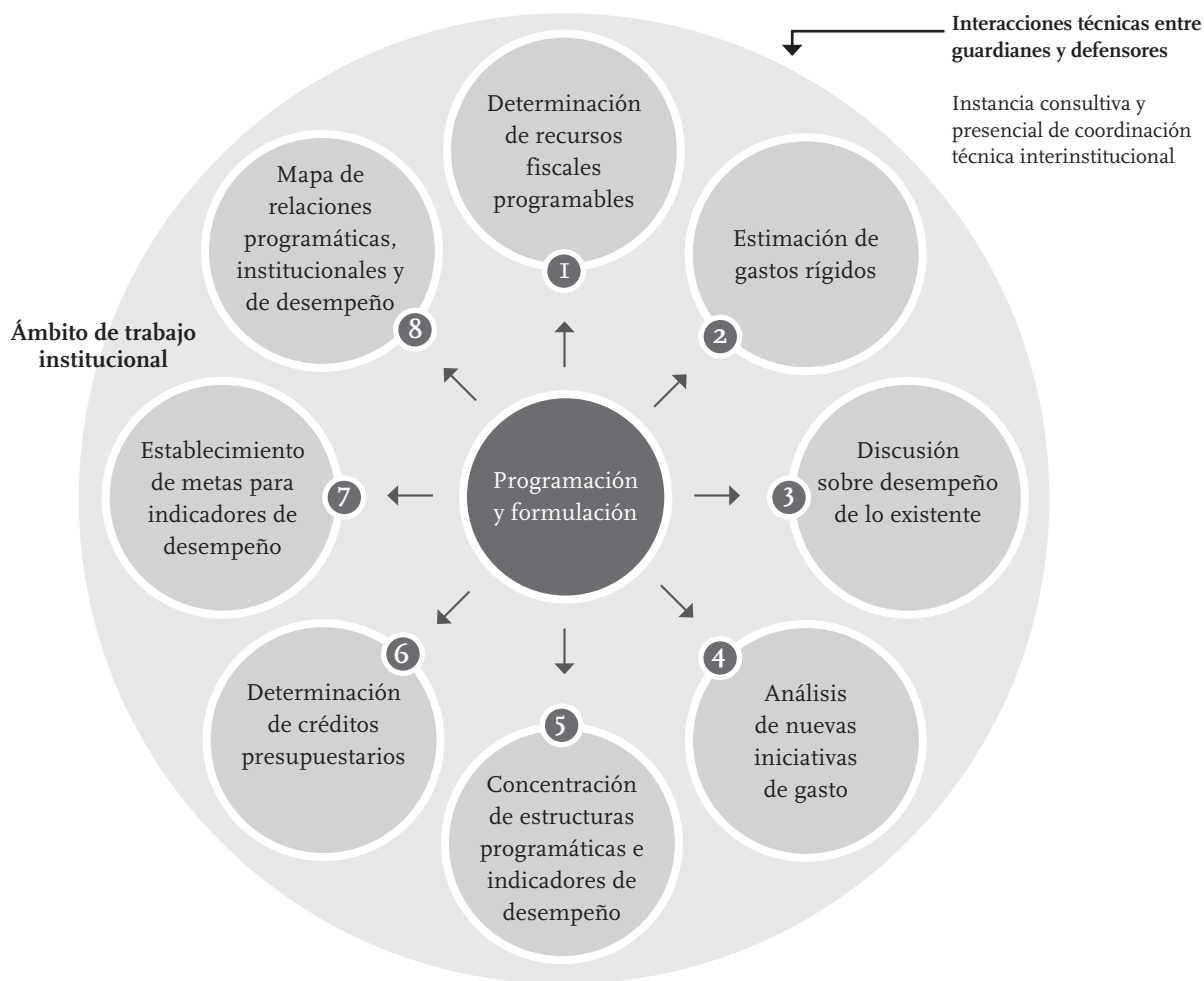 Interacciones técnicas entre
guardianes y defensores
Instancia consultiva y
presencial de coordinación
técnica interinstitucional
Ámbito de trabajo
institucional
Programación
y formulación
Determinación
de recursos
fiscales
programables
1
Estimación de
gastos rígidos
2
Discusión
sobre desempeño
de lo existente
3
Análisis
de nuevas
iniciativas
de gasto
4
Concentración
de estructuras
programáticas e
indicadores de
desempeño
5
Determinación
de créditos
presupuestarios
6
Establecimiento
de metas para
indicadores de
desempeño
7
Mapa de
relaciones
programáticas,
institucionales y
de desempeño
8